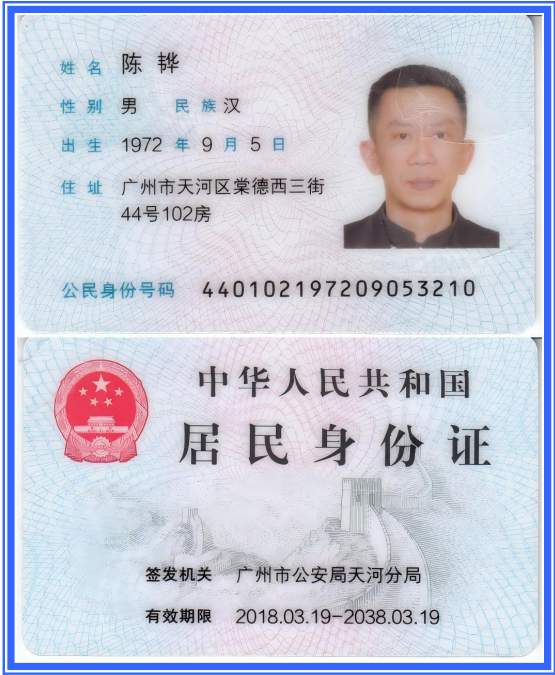 姓名 陈铧
性别 男 民族 汉
出生 1972 年 9 月 5 日
住址 广州市天河区棠德西三街
44号102房
公民身份号码 440102197209053210
中华人民共和国
居民身份证
签发机关 广州市公安局天河分局
有效期限 2018.03.19-2038.03.19